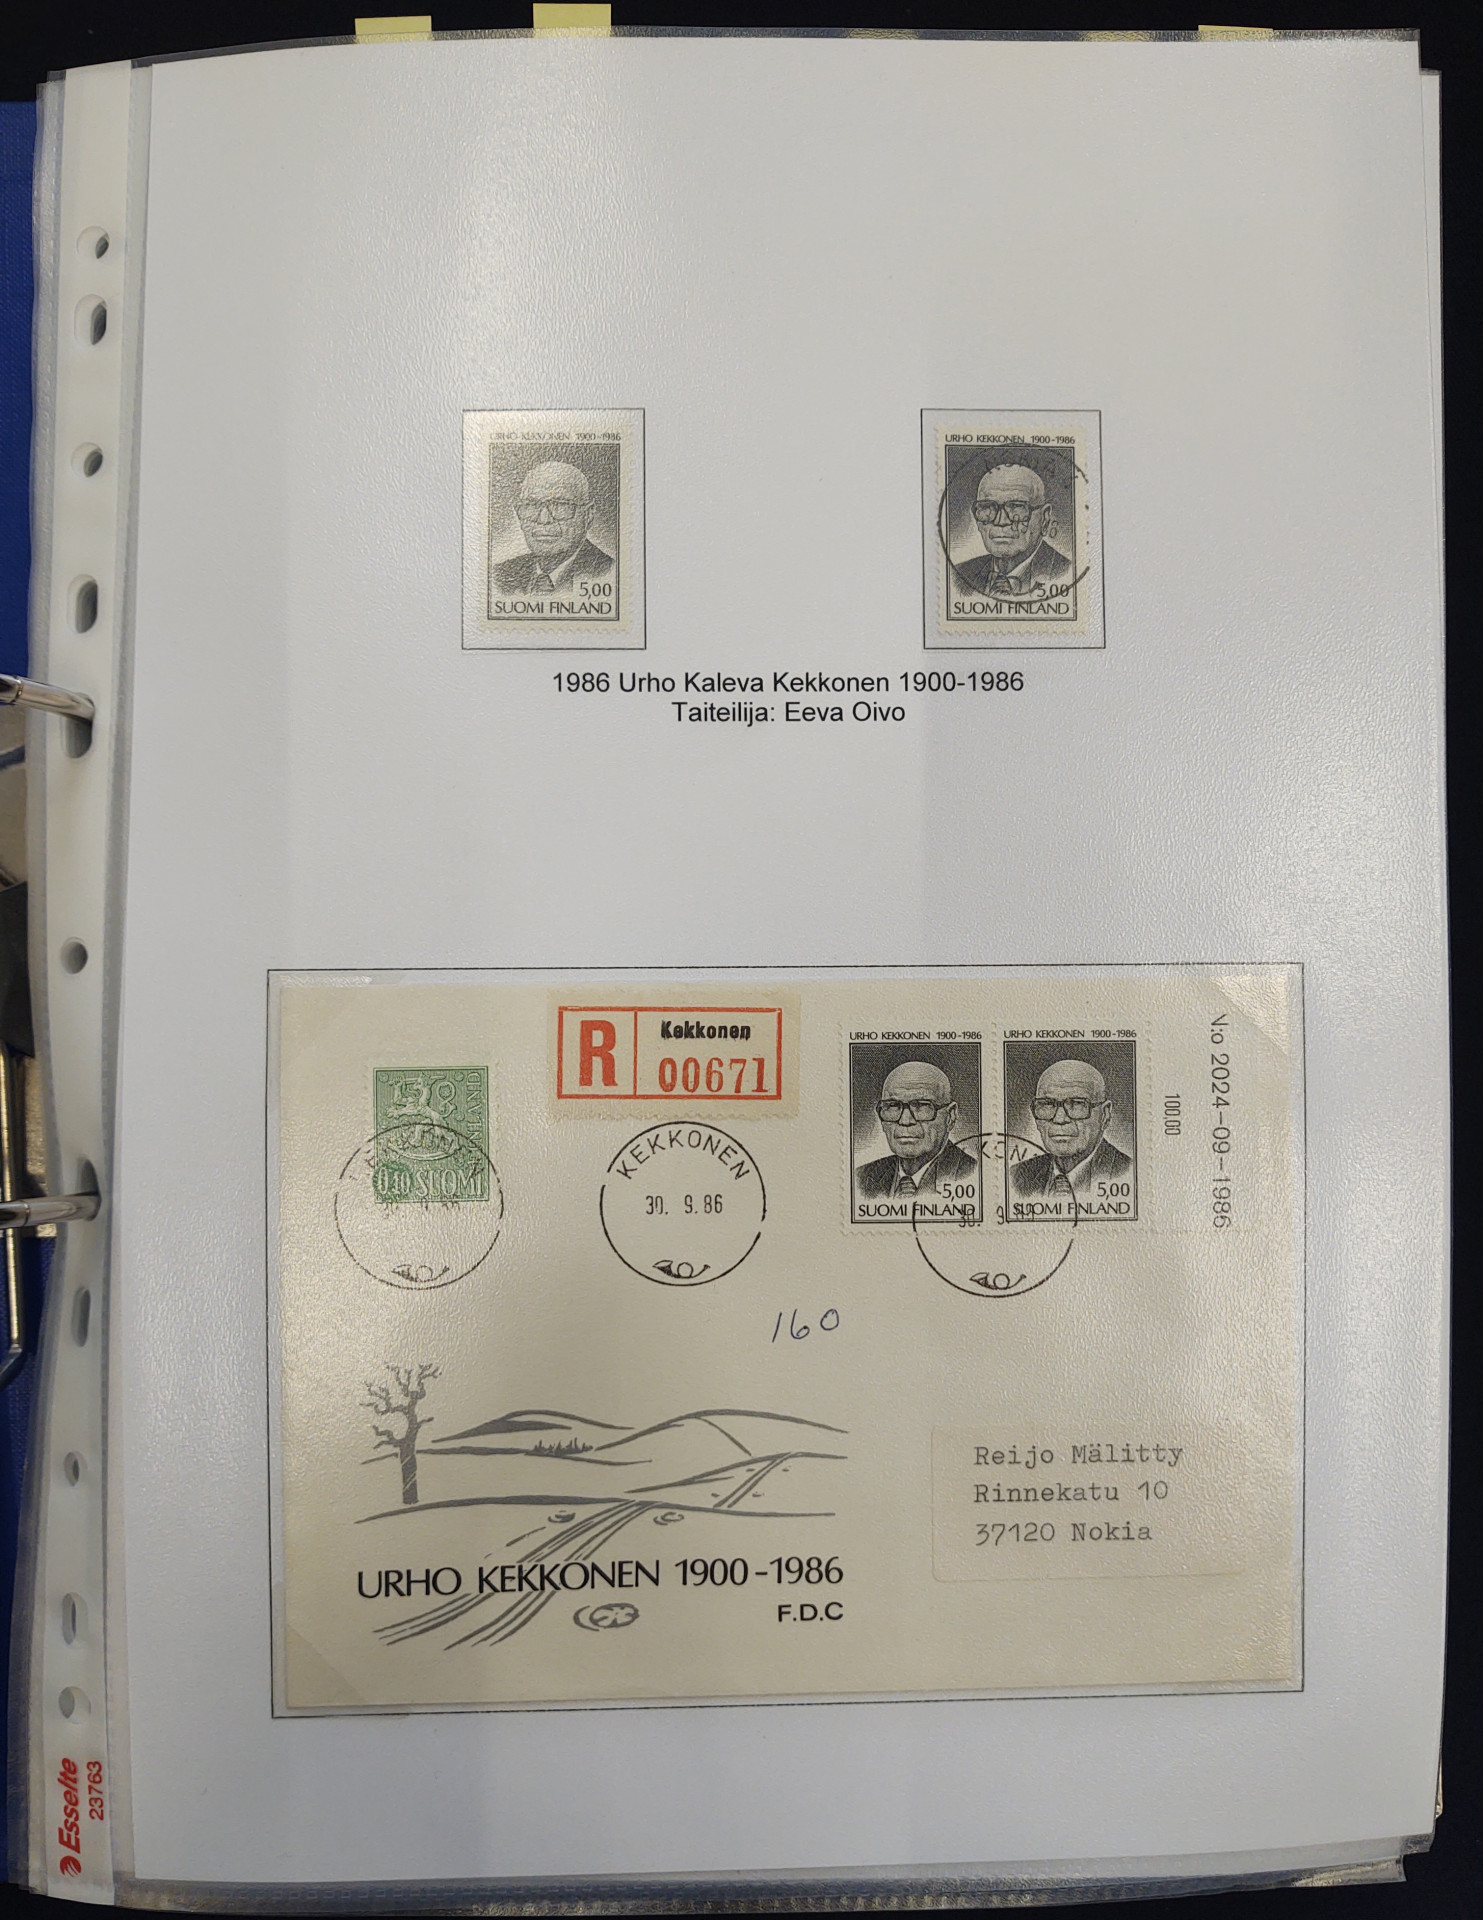 URHO KEKKONEN 1900-1986
5,00
SUOMI FINLAND
URHO KEKKONEN 1900-1986
5,00
SUOMI FINLAND
1986 Urho Kaleva Kekkonen 1900-1986
Taiteilija: Eeva Oivo
R
Kekkonen
00671
FINLAND
0,10 SUOMI
KEKKONEN
30. 9. 86
URHO KEKKONEN 1900-1986
5,00
SUOMI FINLAND
URHO KEKKONEN 1900-1986
5,00
SUOMI FINLAND
100,00
N:o 2024-09-1986
160
Reijo Mälitty
Rinnekatu 10
37120 Nokia
URHO KEKKONEN 1900-1986
F.D.C
Esselte
23763